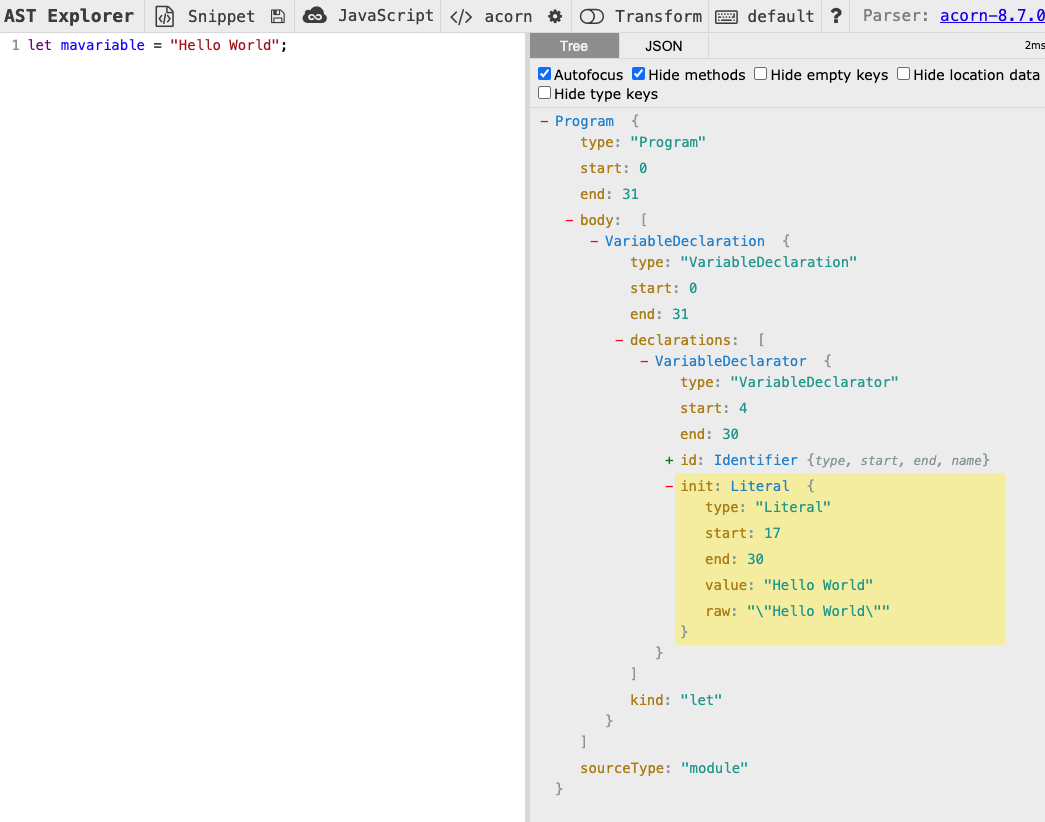 AST Explorer Snippet JavaScript </> acorn Transform default ? Parser: acorn-8.7.0
1 let mavariable = "Hello World";
Tree JSON 2ms
Autofocus Hide methods Hide empty keys Hide location data
Hide type keys
− Program {
type: "Program"
start: 0
end: 31
− body: [
− VariableDeclaration {
type: "VariableDeclaration"
start: 0
end: 31
− declarations: [
− VariableDeclarator {
type: "VariableDeclarator"
start: 4
end: 30
+ id: Identifier {type, start, end, name}
− init: Literal {
type: "Literal"
start: 17
end: 30
value: "Hello World"
raw: "\"Hello World\""
}
}
]
kind: "let"
}
]
sourceType: "module"
}